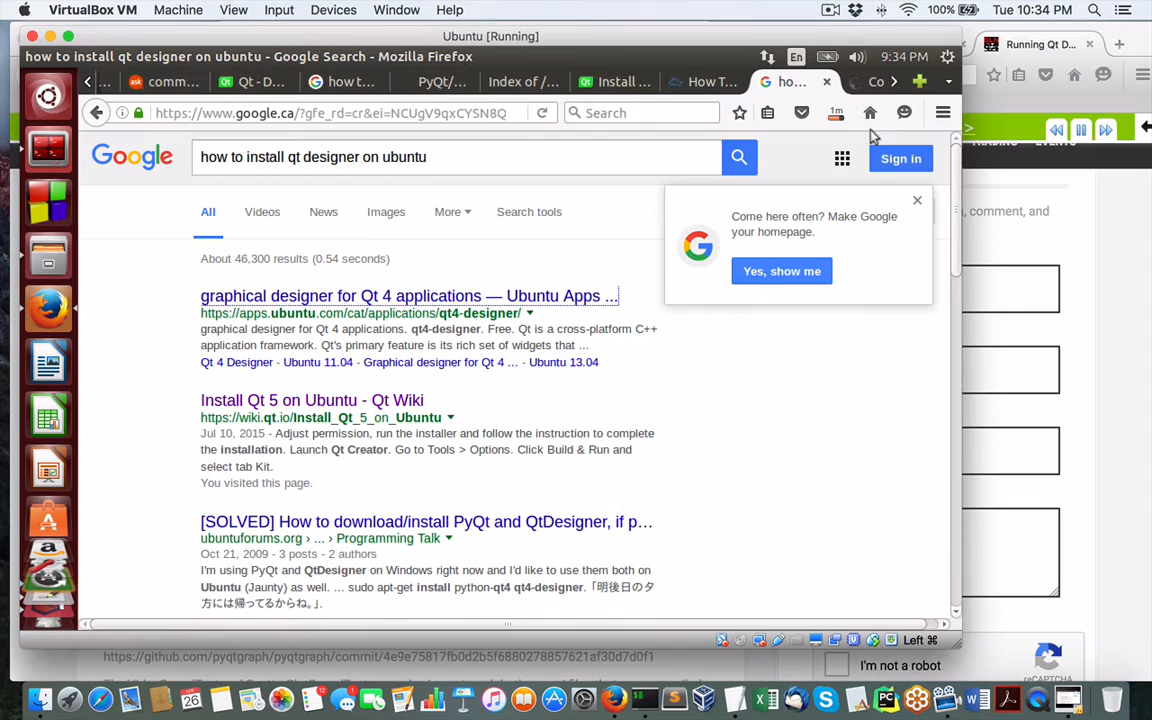 VirtualBox VM Machine View Input Devices Window Help 100% Tue 10:34 PM
Ubuntu [Running]
how to install qt designer on ubuntu - Google Search - Mozilla Firefox En 9:34 PM
ask comm... Qt - D... how t... PyQt/... Index of /... Install ... How T... ho... Co
https://www.google.ca/?gfe_rd=cr&ei=NCUgV9qxCYSN8Q Search 1m
Running Qt D...
Google how to install qt designer on ubuntu Sign in
All Videos News Images More Search tools
Come here often? Make Google
your homepage.
Yes, show me
, comment, and
About 46,300 results (0.54 seconds)
graphical designer for Qt 4 applications — Ubuntu Apps ...
https://apps.ubuntu.com/cat/applications/qt4-designer/
graphical designer for Qt 4 applications. qt4-designer. Free. Qt is a cross-platform C++
application framework. Qt's primary feature is its rich set of widgets that ...
Qt 4 Designer - Ubuntu 11.04 - Graphical designer for Qt 4 ... - Ubuntu 13.04
Install Qt 5 on Ubuntu - Qt Wiki
https://wiki.qt.io/Install_Qt_5_on_Ubuntu
Jul 10, 2015 - Adjust permission, run the installer and follow the instruction to complete
the installation. Launch Qt Creator. Go to Tools > Options. Click Build & Run and
select tab Kit.
You visited this page.
[SOLVED] How to download/install PyQt and QtDesigner, if p...
ubuntuforums.org › ... › Programming Talk
Oct 21, 2009 - 3 posts - 2 authors
I'm using PyQt and QtDesigner on Windows right now and I'd like to use them both on
Ubuntu (Jaunty) as well. ... sudo apt-get install python-qt4 qt4-designer. 「明後日の夕
方には帰ってるからね。」.
Left ⌘
https://github.com/pyqtgraph/pyqtgraph/commit/4e9e75817fb0d2b5f6880278857621af30d7d0f1
I'm not a robot
reCAPTCHA